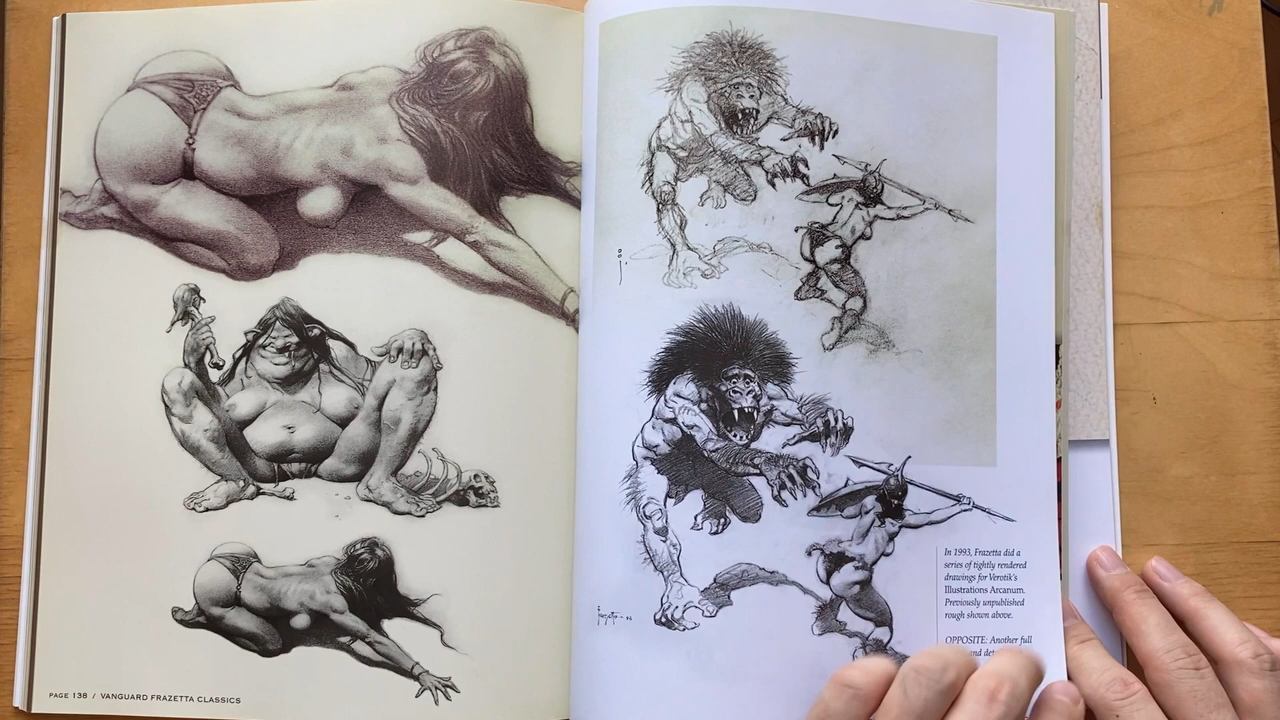 PAGE 138 / VANGUARD FRAZETTA CLASSICS
In 1993, Frazetta did a
series of tightly rendered
drawings for Verotik's
Illustrations Arcanum.
Previously unpublished
rough shown above.
OPPOSITE: Another full
and